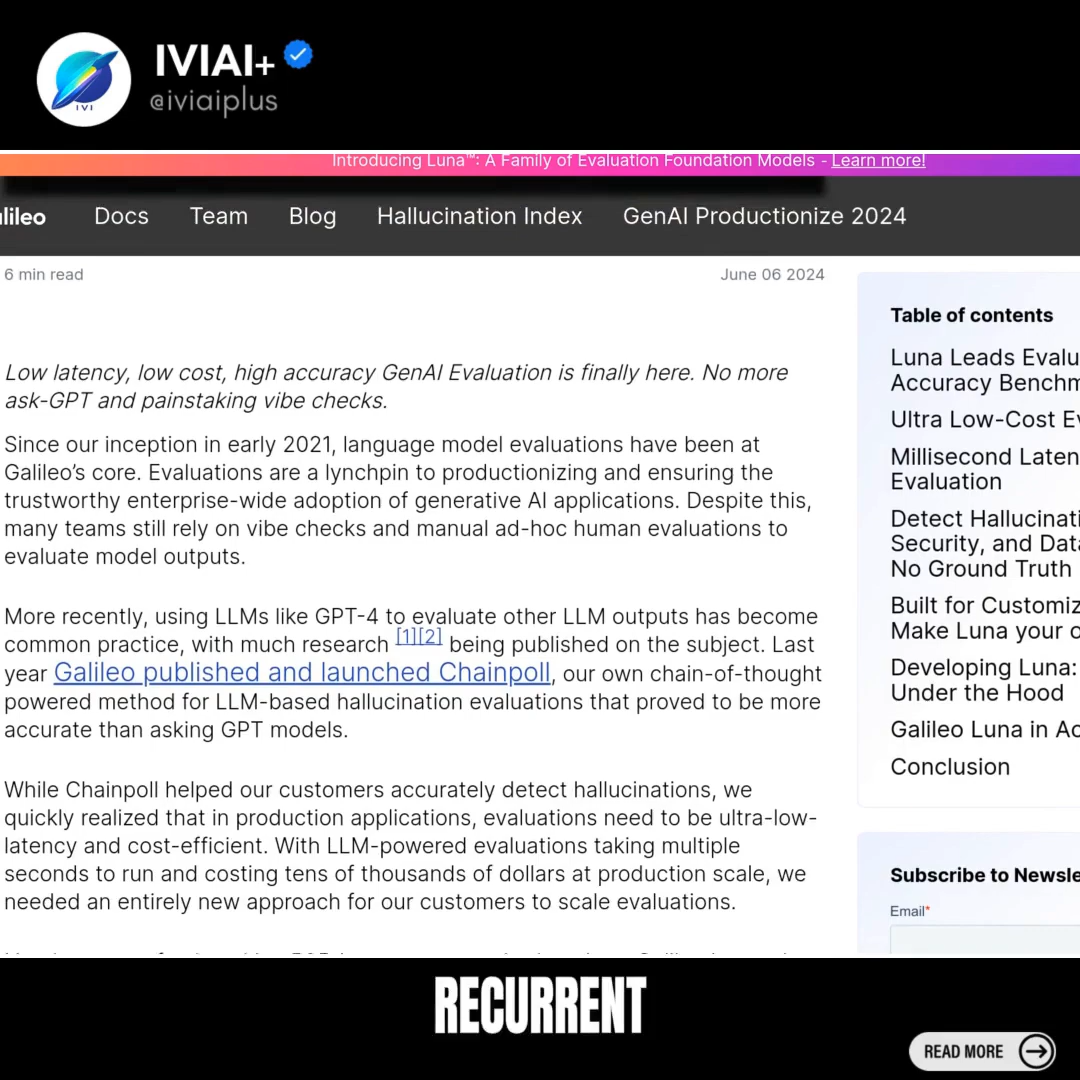 IVIAI+
@iviaiplus
IVI
Introducing Luna™: A Family of Evaluation Foundation Models - Learn more!
lileo Docs Team Blog Hallucination Index GenAI Productionize 2024
6 min read June 06 2024
Low latency, low cost, high accuracy GenAI Evaluation is finally here. No more
ask-GPT and painstaking vibe checks.
Since our inception in early 2021, language model evaluations have been at
Galileo’s core. Evaluations are a lynchpin to productionizing and ensuring the
trustworthy enterprise-wide adoption of generative AI applications. Despite this,
many teams still rely on vibe checks and manual ad-hoc human evaluations to
evaluate model outputs.
More recently, using LLMs like GPT-4 to evaluate other LLM outputs has become
common practice, with much research [1][2] being published on the subject. Last
year Galileo published and launched Chainpoll, our own chain-of-thought
powered method for LLM-based hallucination evaluations that proved to be more
accurate than asking GPT models.
While Chainpoll helped our customers accurately detect hallucinations, we
quickly realized that in production applications, evaluations need to be ultra-low-
latency and cost-efficient. With LLM-powered evaluations taking multiple
seconds to run and costing tens of thousands of dollars at production scale, we
needed an entirely new approach for our customers to scale evaluations.
Table of contents
Luna Leads Evalu
Accuracy Benchm
Ultra Low-Cost Ev
Millisecond Laten
Evaluation
Detect Hallucinati
Security, and Data
No Ground Truth
Built for Customiz
Make Luna your o
Developing Luna:
Under the Hood
Galileo Luna in Ac
Conclusion
Subscribe to Newsle
Email*
RECURRENT
READ MORE